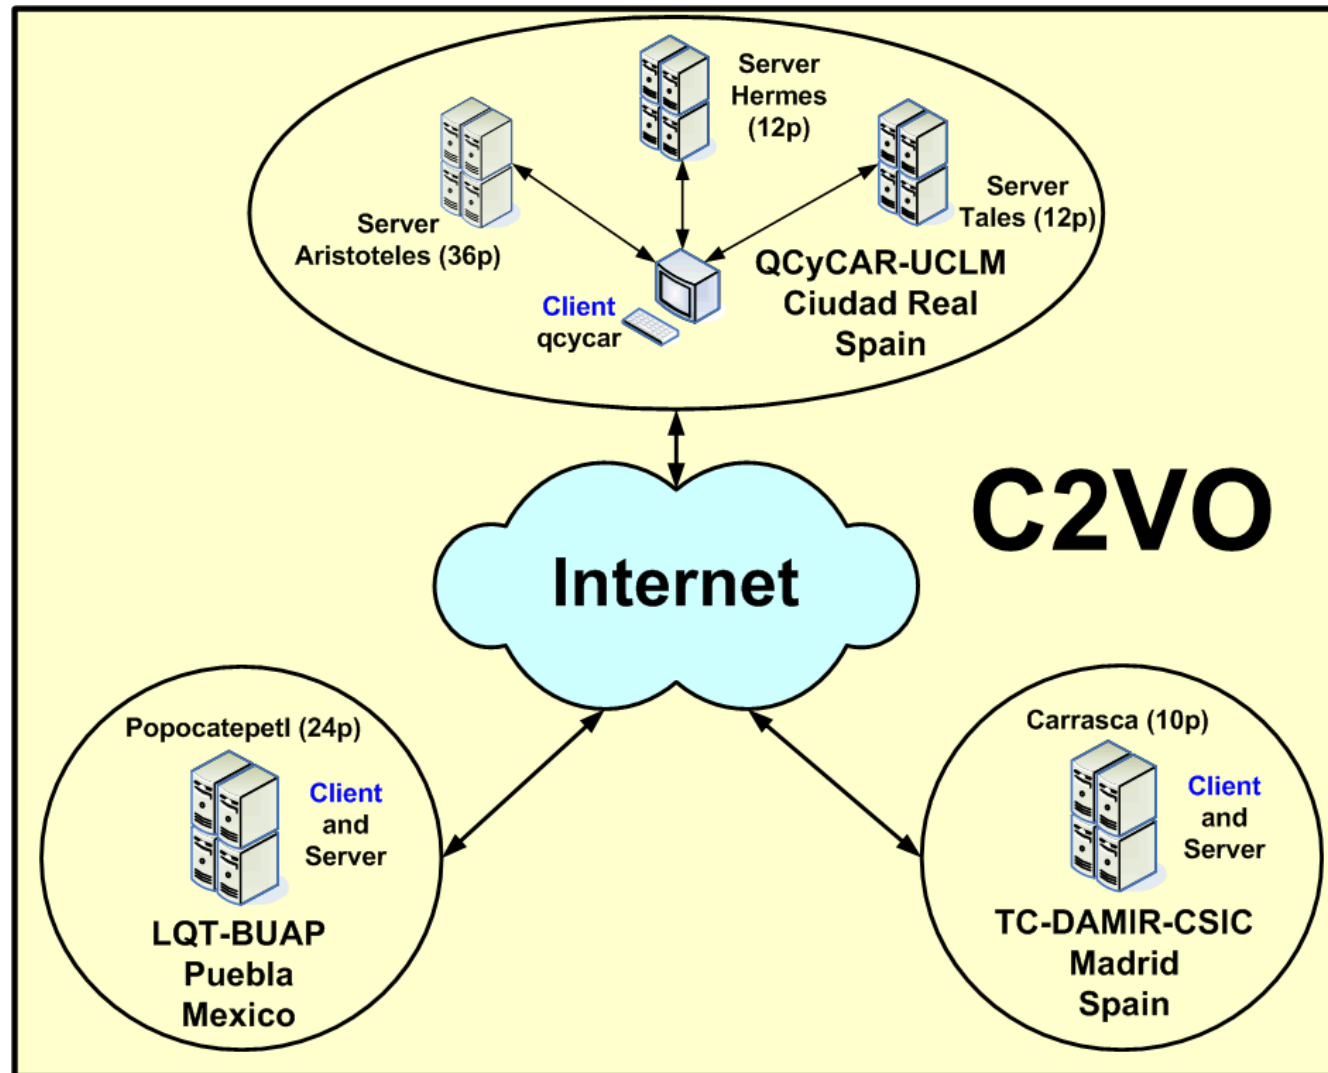 Server
Hermes
(12p)
Server
Aristoteles (36p)
Server
Tales (12p)
Client
qcycar
QCyCAR-UCLM
Ciudad Real
Spain
C2VO
Internet
Popocatepetl (24p)
Client
and
Server
LQT-BUAP
Puebla
Mexico
Carrasca (10p)
Client
and
Server
TC-DAMIR-CSIC
Madrid
Spain